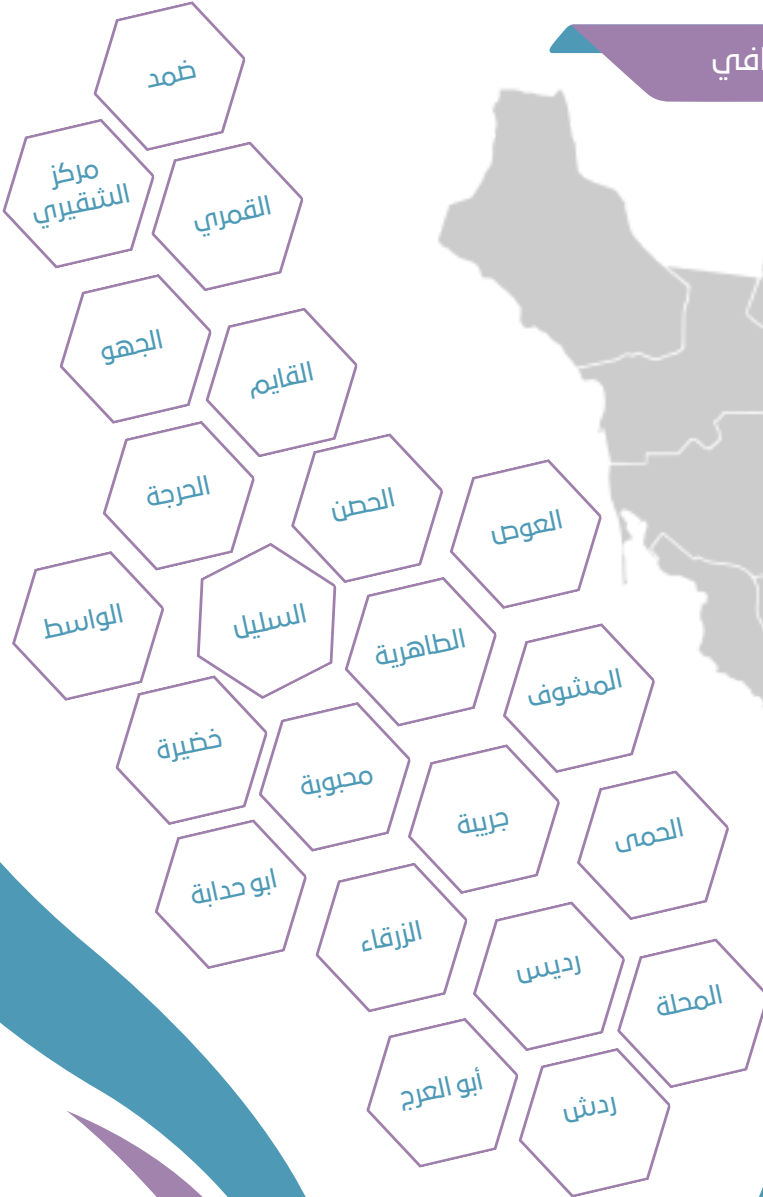 ضمد
مركز
الشقيري
القمري
الجهو
القايم
الحرجة
الحصن
العوص
الواسط
السليل
الطاهرية
المشوف
خضيرة
محبوبة
جريبة
الحمى
ابو حدابة
الزرقاء
رديس
المحلة
أبو العرج
ردش